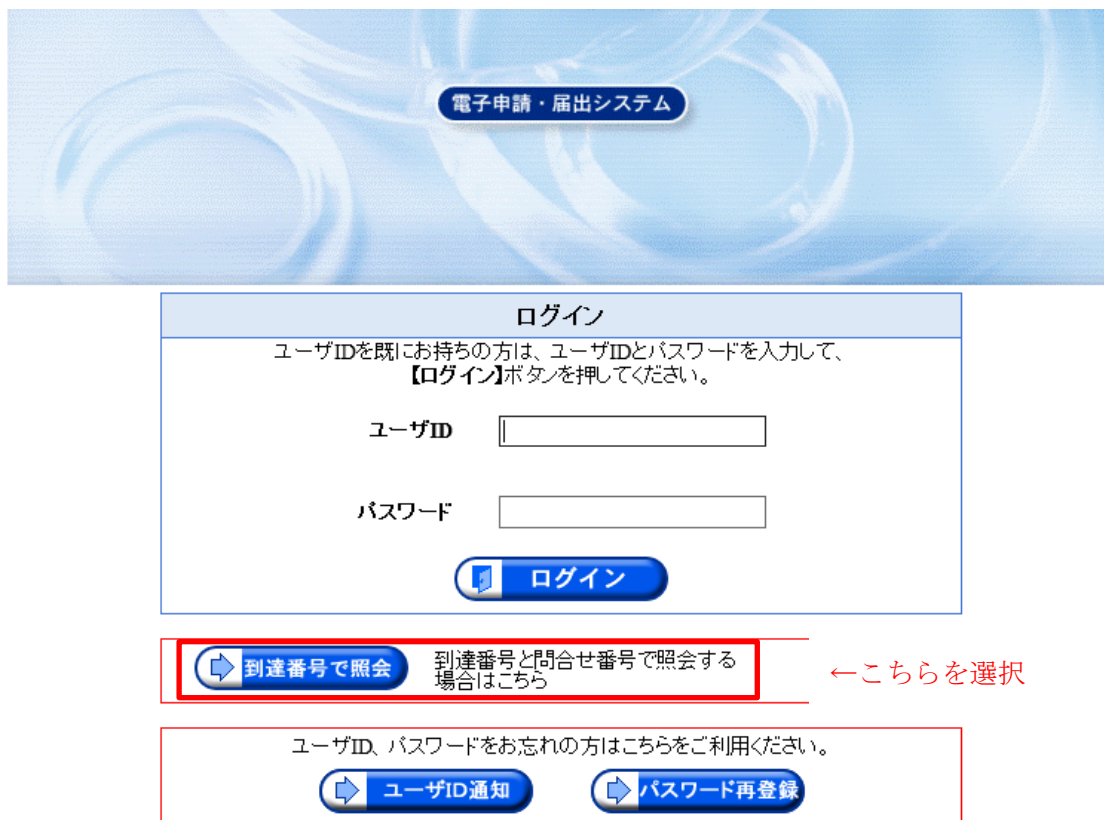 電子申請・届出システム
ログイン
ユーザIDを既にお持ちの方は、ユーザIDとパスワードを入力して、
【ログイン】ボタンを押してください。
ユーザID
パスワード
ログイン
到達番号で照会
到達番号と問合せ番号で照会する
場合はこちら
←こちらを選択
ユーザID、パスワードをお忘れの方はこちらをご利用ください。
ユーザID通知
パスワード再登録